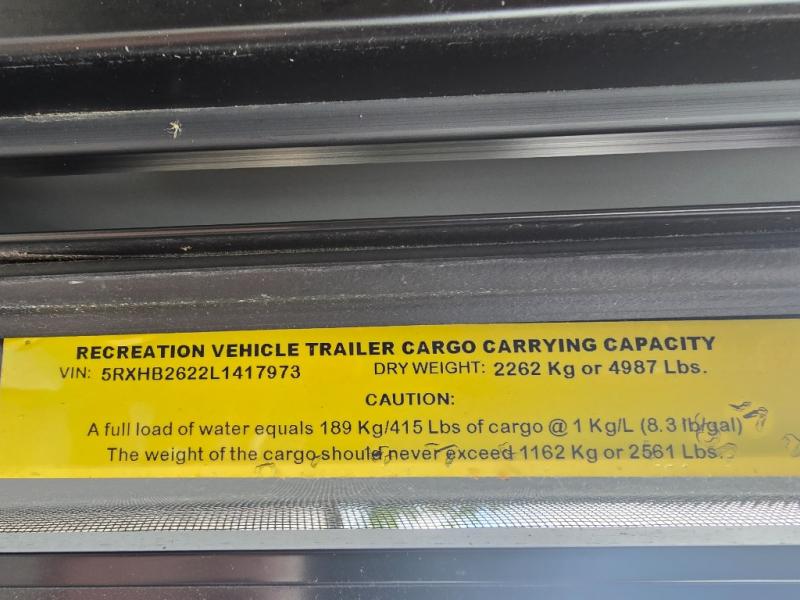 RECREATION VEHICLE TRAILER CARGO CARRYING CAPACITY
VIN: 5RXHB2622L1417973 DRY WEIGHT: 2262 Kg or 4987 Lbs.
CAUTION:
A full load of water equals 189 Kg/415 Lbs of cargo @ 1 Kg/L (8.3 lb/gal)
The weight of the cargo should never exceed 1162 Kg or 2561 Lbs.